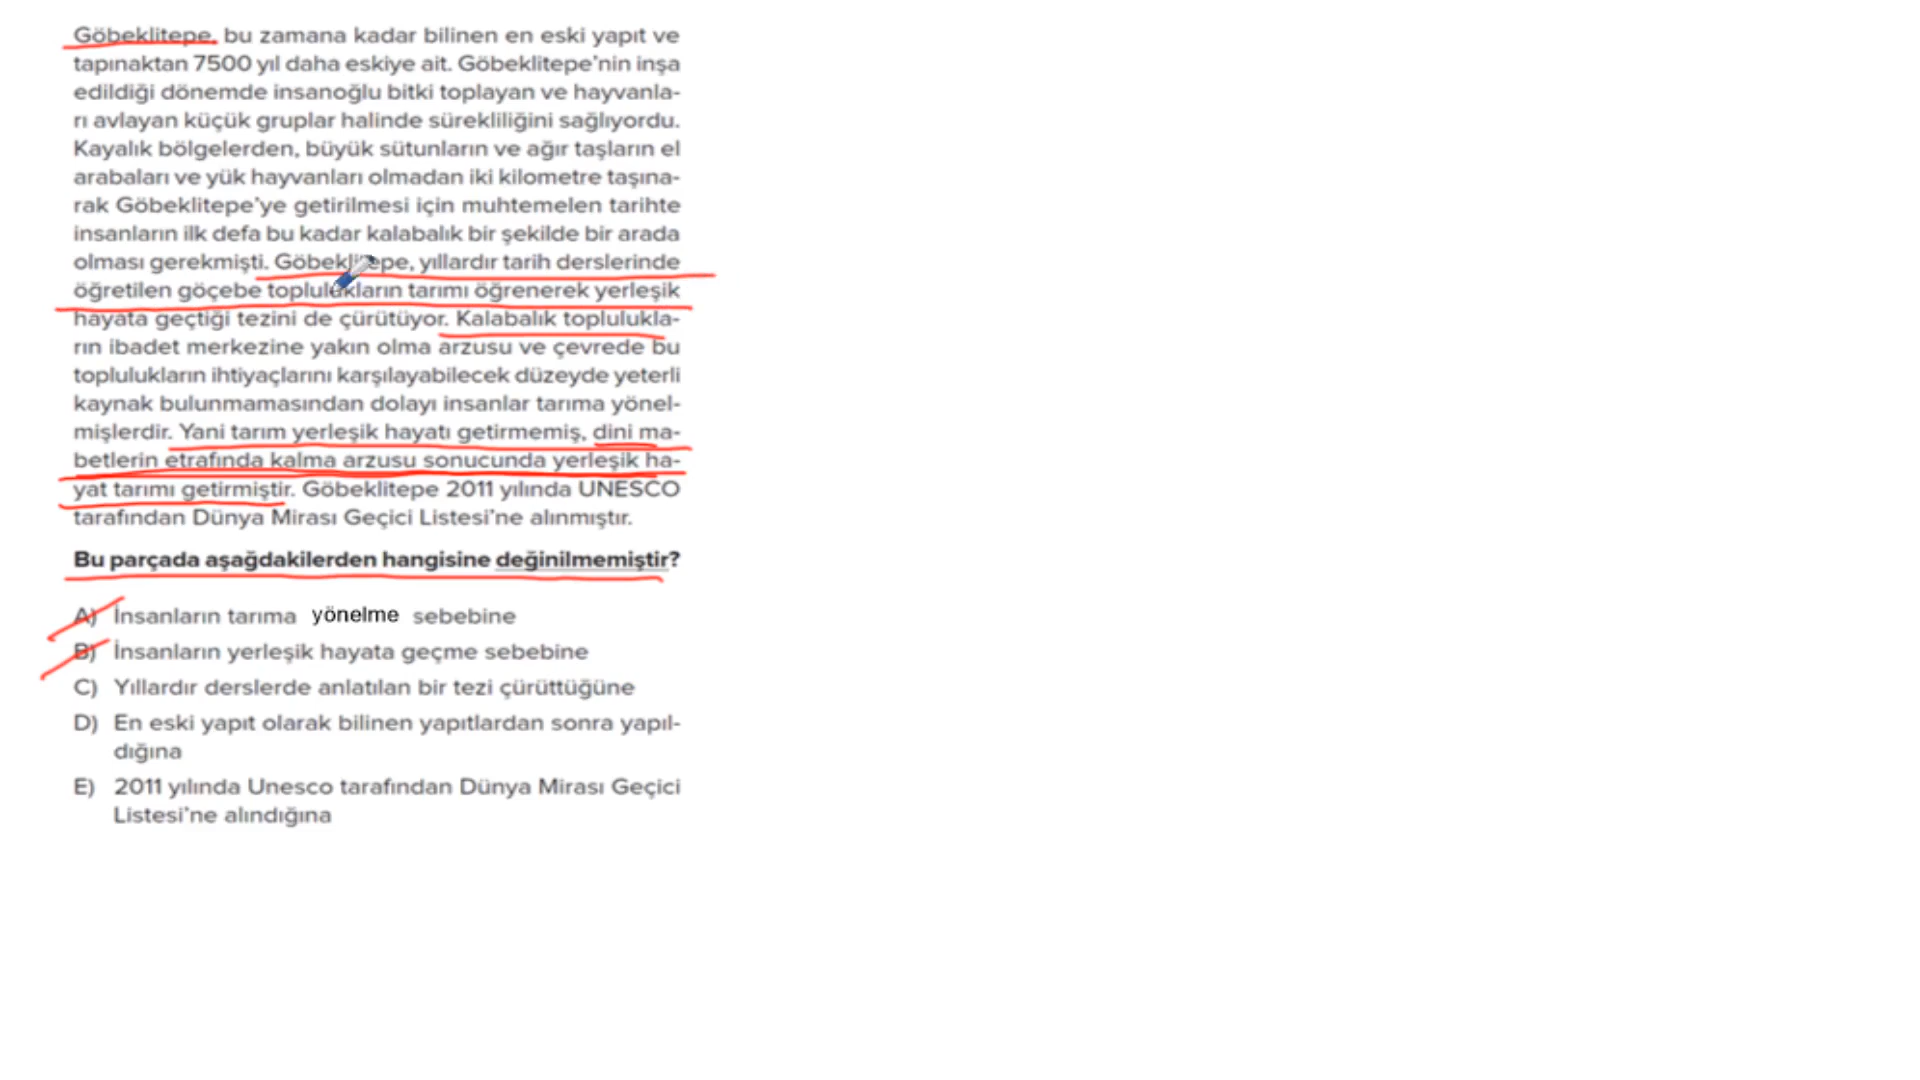 Göbeklitepe, bu zamana kadar bilinen en eski yapıt ve
tapınaktan 7500 yıl daha eskiye ait. Göbeklitepe’nin inşa
edildiği dönemde insanoğlu bitki toplayan ve hayvanla-
rı avlayan küçük gruplar halinde sürekliliğini sağlıyordu.
Kayalık bölgelerden, büyük sütunların ve ağır taşların el
arabaları ve yük hayvanları olmadan iki kilometre taşına-
rak Göbeklitepe’ye getirilmesi için muhtemelen tarihte
insanların ilk defa bu kadar kalabalık bir şekilde bir arada
olması gerekmişti. Göbeklitepe, yıllardır tarih derslerinde
öğretilen göçebe toplulukların tarımı öğrenerek yerleşik
hayata geçtiği tezini de çürütüyor. Kalabalık toplulukla-
rın ibadet merkezine yakın olma arzusu ve çevrede bu
toplulukların ihtiyaçlarını karşılayabilecek düzeyde yeterli
kaynak bulunmamasından dolayı insanlar tarıma yönel-
mişlerdir. Yani tarım yerleşik hayatı getirmemiş, dini ma-
betlerin etrafında kalma arzusu sonucunda yerleşik ha-
yat tarımı getirmiştir. Göbeklitepe 2011 yılında UNESCO
tarafından Dünya Mirası Geçici Listesi’ne alınmıştır.
Bu parçada aşağdakilerden hangisine değinilmemiştir?
A) İnsanların tarıma yönelme sebebine
B) İnsanların yerleşik hayata geçme sebebine
C) Yıllardır derslerde anlatılan bir tezi çürüttüğüne
D) En eski yapıt olarak bilinen yapıtlardan sonra yapıl-
dığına
E) 2011 yılında Unesco tarafından Dünya Mirası Geçici
Listesi’ne alındığına